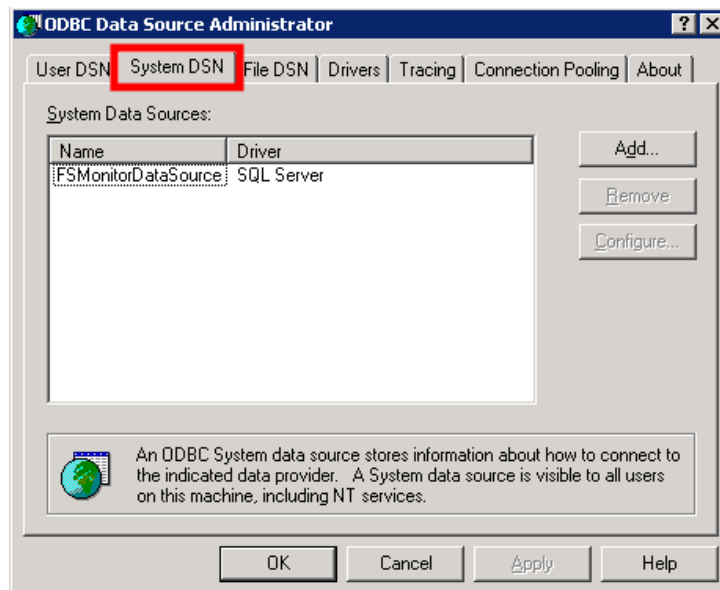 ODBC Data Source Administrator
User DSN System DSN File DSN Drivers Tracing Connection Pooling About
System Data Sources:
Name Driver
FSMonitorDataSource SQL Server
Add...
Remove
Configure...
An ODBC System data source stores information about how to connect to
the indicated data provider. A System data source is visible to all users
on this machine, including NT services.
OK Cancel Apply Help